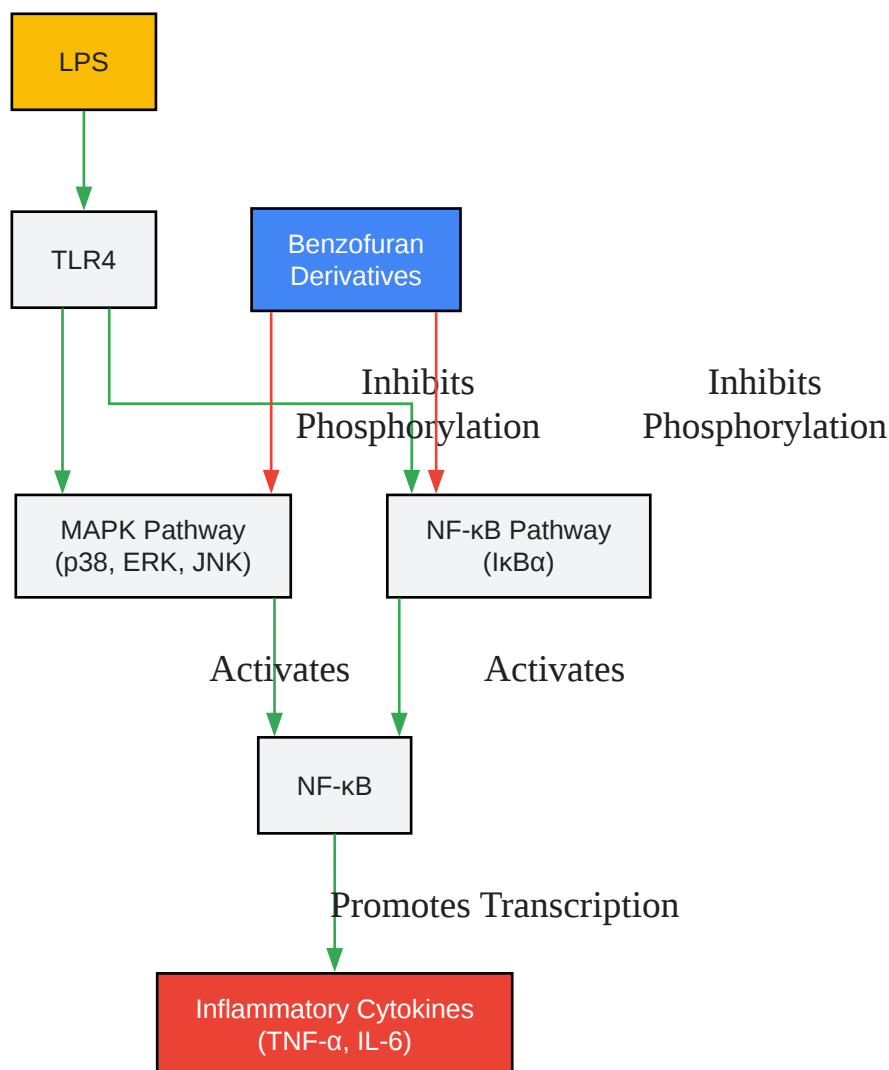 LPS
TLR4
Benzofuran
Derivatives
Inhibits
Phosphorylation
Inhibits
Phosphorylation
MAPK Pathway
(p38, ERK, JNK)
NF-κB Pathway
(IκBα)
Activates
Activates
NF-κB
Promotes Transcription
Inflammatory Cytokines
(TNF-α, IL-6)